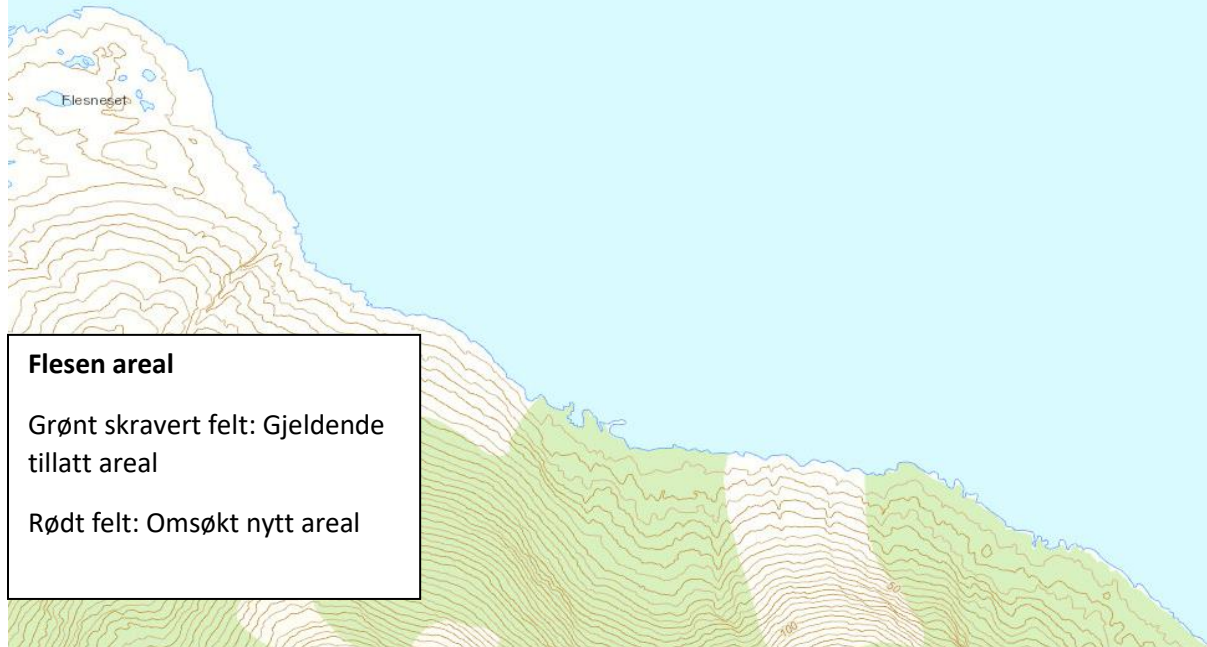 Flesneset
Flesen areal
Grønt skravert felt: Gjeldende
tillatt areal
Rødt felt: Omsøkt nytt areal
50
100